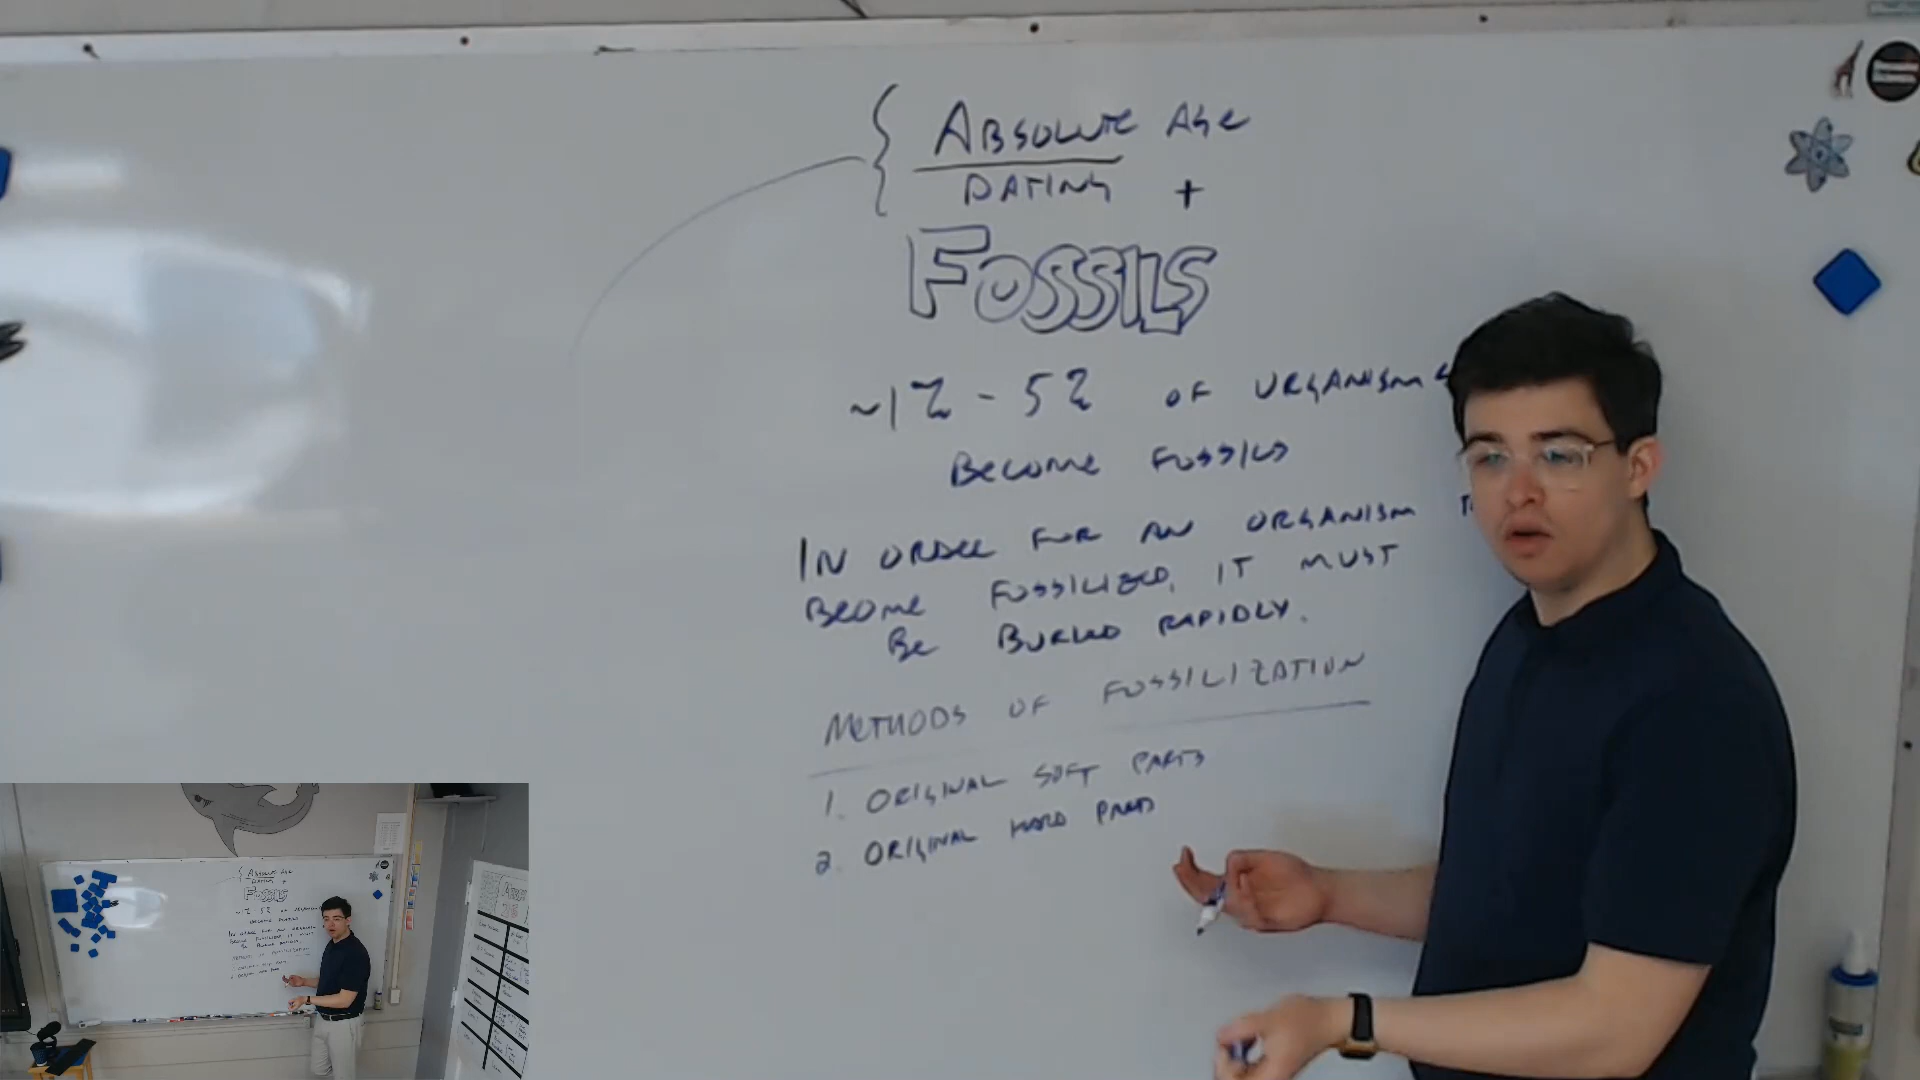 ABSOLUTE AGE
DATING +
FOSSILS
~1% - 5% OF ORGANISMS
BECOME FOSSILS
IN ORDER FOR AN ORGANISM
BECOME FOSSILIZED, IT MUST
BE BURIED RAPIDLY.
METHODS OF FOSSILIZATION
1. ORIGINAL SOFT PARTS
2. ORIGINAL HARD PARTS